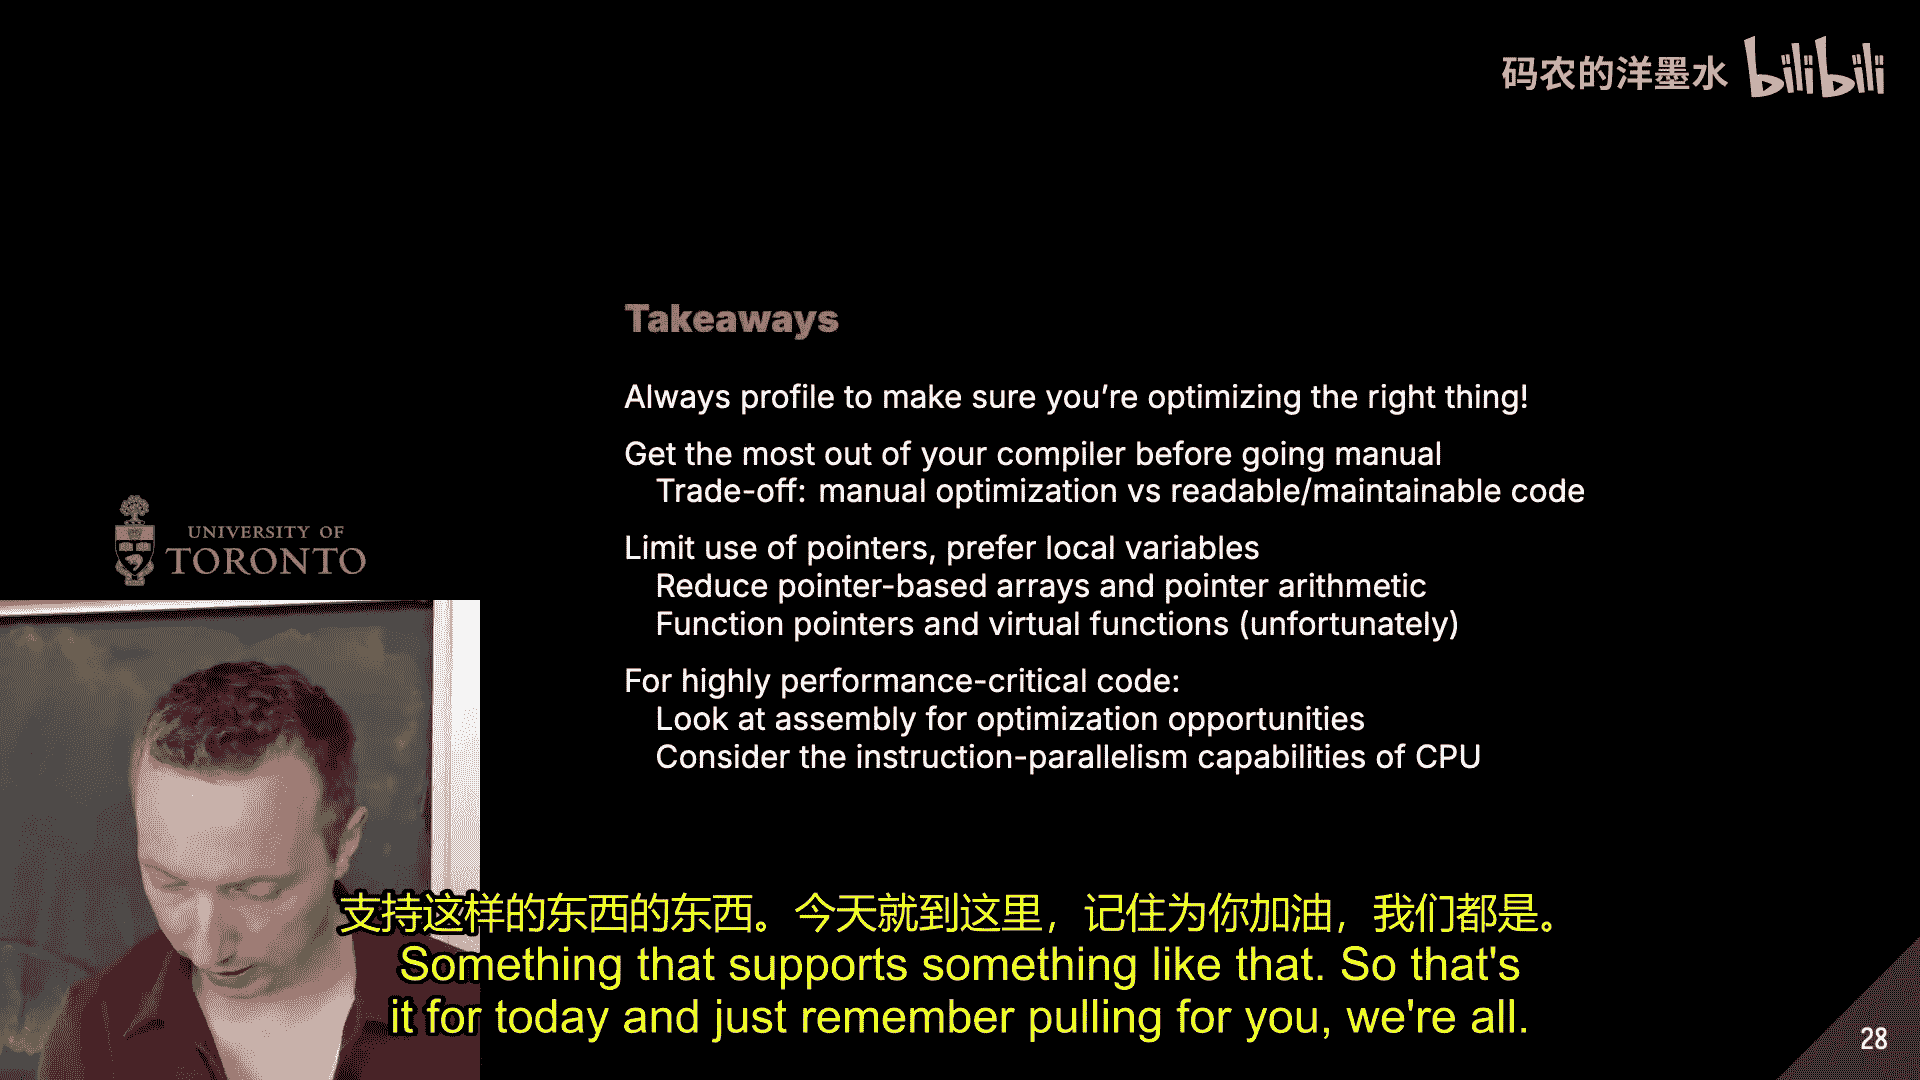 码农的洋墨水 bilibili
Takeaways
Always profile to make sure you're optimizing the right thing!
Get the most out of your compiler before going manual
Trade-off: manual optimization vs readable/maintainable code
Limit use of pointers, prefer local variables
Reduce pointer-based arrays and pointer arithmetic
Function pointers and virtual functions (unfortunately)
For highly performance-critical code:
Look at assembly for optimization opportunities
Consider the instruction-parallelism capabilities of CPU
UNIVERSITY OF
TORONTO
支持这样的东西的东西。今天就到这里，记住为你加油，我们都是。
Something that supports something like that. So that's
it for today and just remember pulling for you, we're all.
28